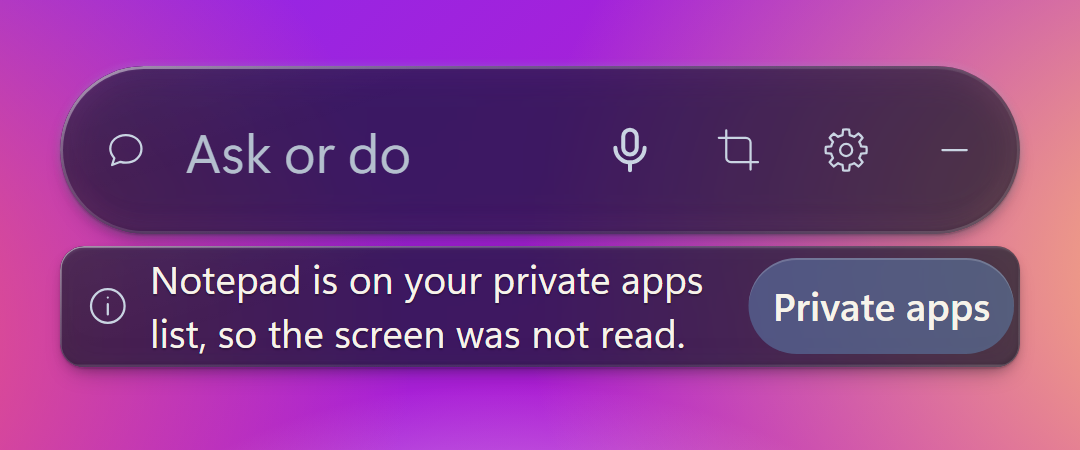 Ask or do
Notepad is on your private apps
list, so the screen was not read.
Private apps